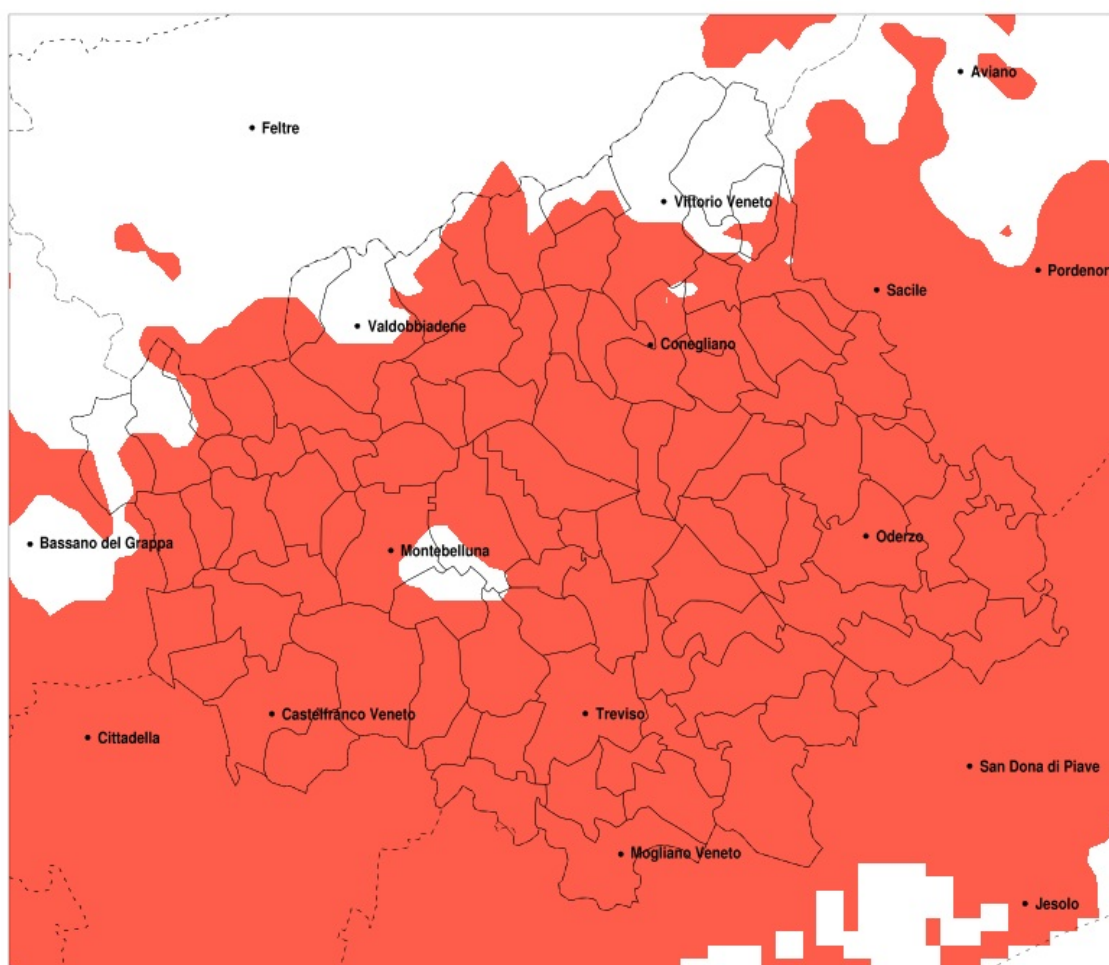 Aviano
Feltre
Vittorio Veneto
Pordenon
Sacile
Valdobbiadene
Conegliano
Oderzo
Bassano del Grappa
Montebelluna
Castelfranco Veneto
Treviso
Cittadella
San Dona di Piave
Mogliano Veneto
Jesolo